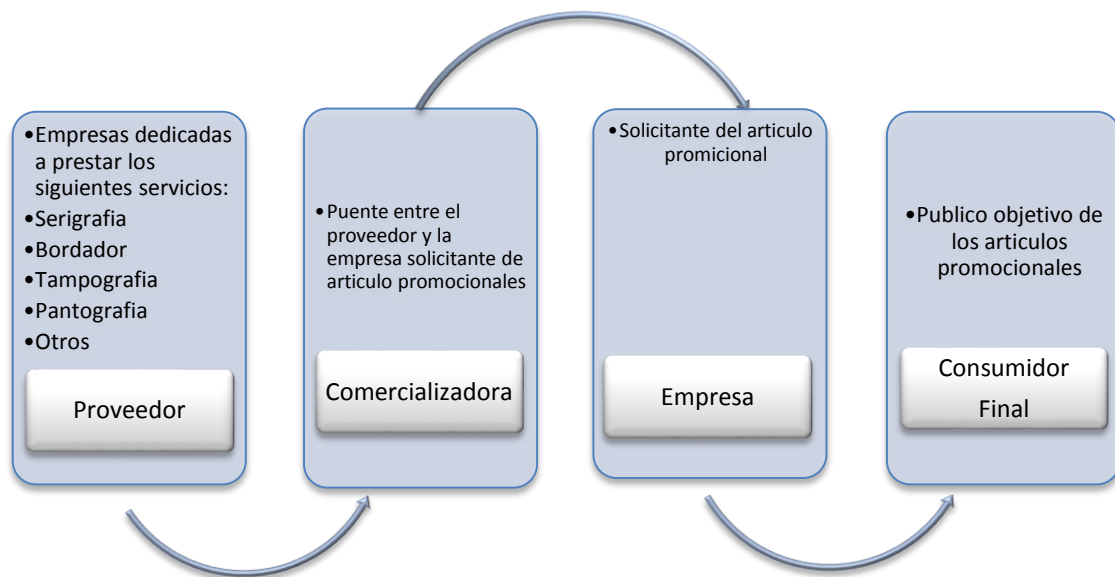 •Empresas dedicadas
a prestar los
siguientes servicios:
•Serigrafia
•Bordador
•Tampografia
•Pantografia
•Otros
Proveedor
•Puente entre el
proveedor y la
empresa solicitante de
articulo promocionales
Comercializadora
•Solicitante del articulo
promicional
Empresa
•Publico objetivo de
los articulos
promocionales
Consumidor
Final